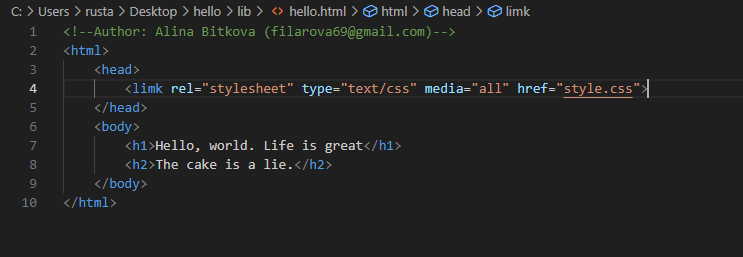 C: > Users > rusta > Desktop > hello > lib > <> hello.html > html > head > limk
1 <!--Author: Alina Bitkova (filarova69@gmail.com)-->
2 <html>
3     <head>
4         <limk rel="stylesheet" type="text/css" media="all" href="style.css">
5     </head>
6     <body>
7         <h1>Hello, world. Life is great</h1>
8         <h2>The cake is a lie.</h2>
9     </body>
10 </html>